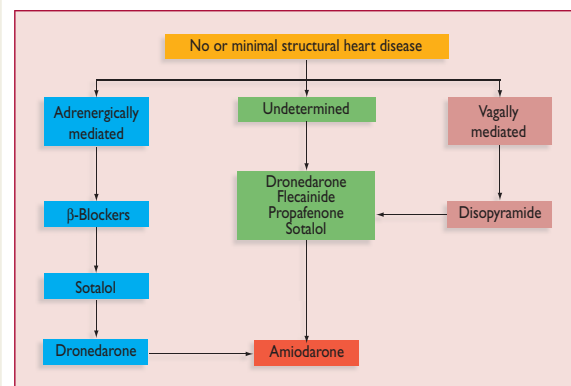 No or minimal structural heart disease
Adrenergically
mediated
Undetermined
Vagally
mediated
Dronedarone
Flecainide
Propafenone
Sotalol
β-Blockers
Disopyramide
Sotalol
Dronedarone
Amiodarone